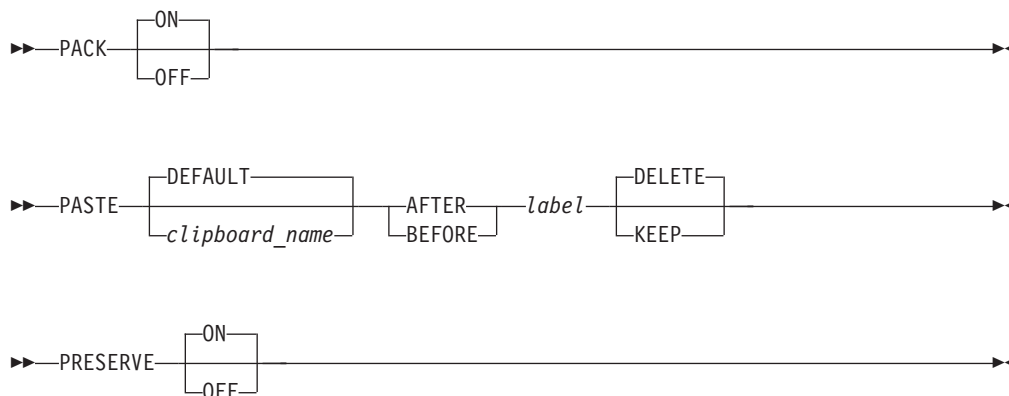 ON
PACK
OFF
DEFAULT DELETE
PASTE AFTER label
clipboard_name BEFORE KEEP
ON
PRESERVE
OFF